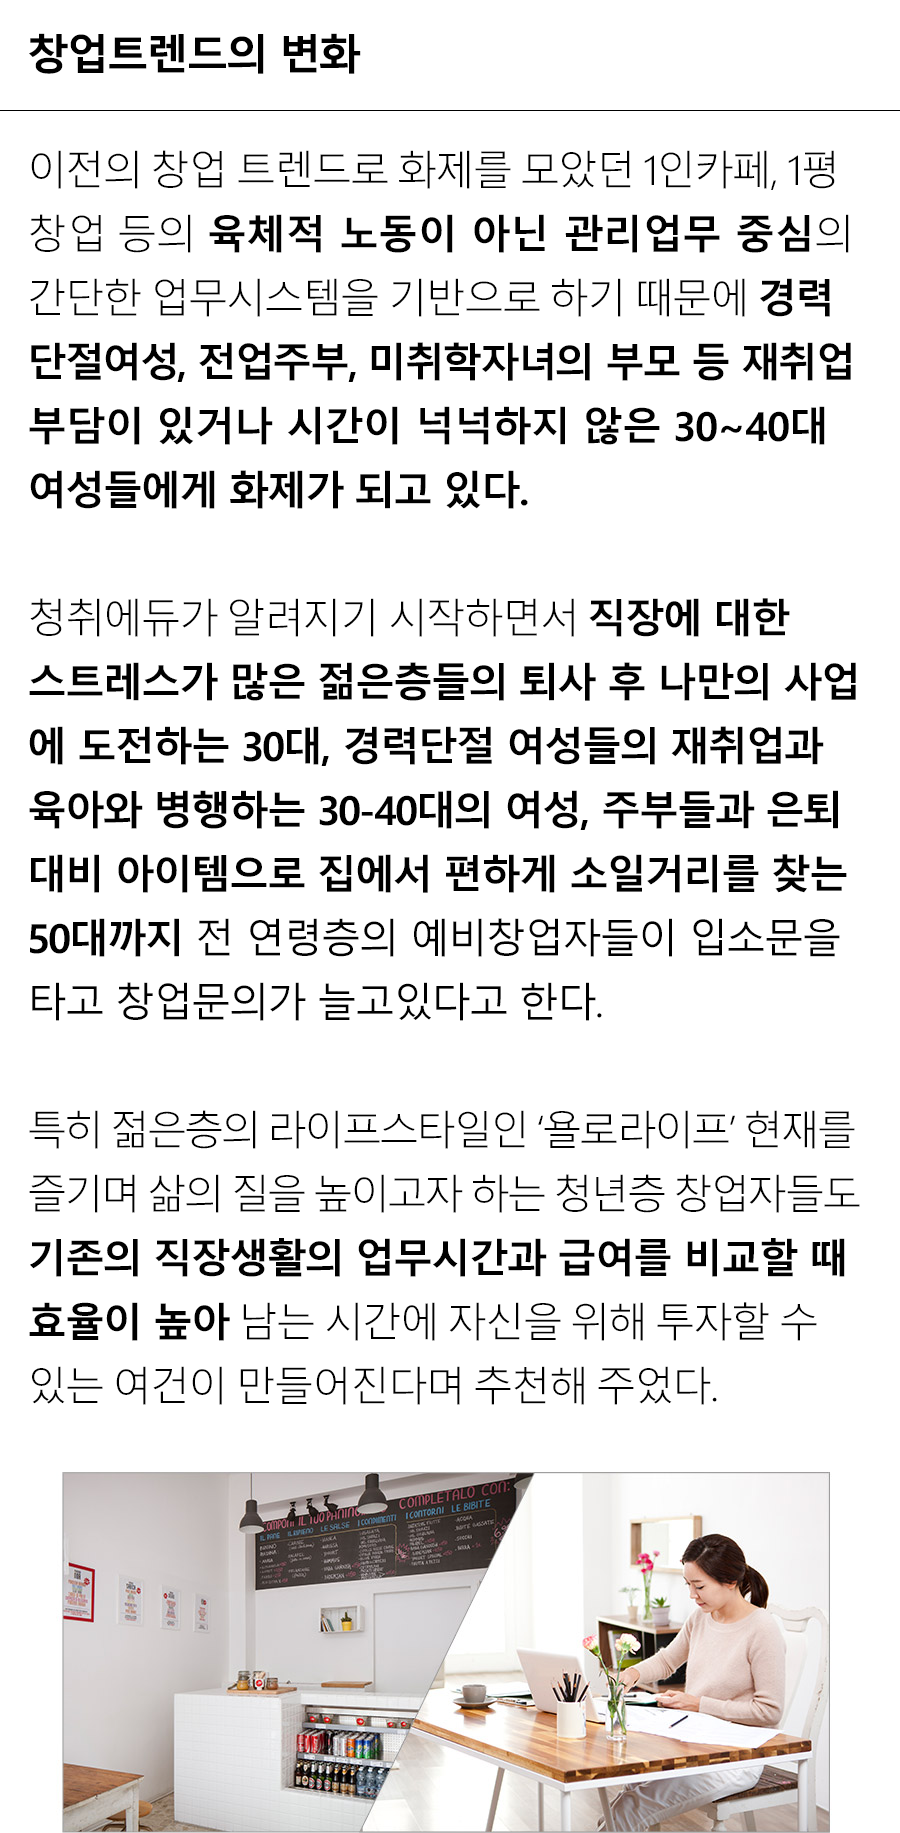 창업트렌드의 변화
이전의 창업 트렌드로 화제를 모았던 1인카페, 1평
창업 등의 육체적 노동이 아닌 관리업무 중심의
간단한 업무시스템을 기반으로 하기 때문에 경력
단절여성, 전업주부, 미취학자녀의 부모 등 재취업
부담이 있거나 시간이 넉넉하지 않은 30~40대
여성들에게 화제가 되고 있다.
청취에듀가 알려지기 시작하면서 직장에 대한
스트레스가 많은 젊은층들의 퇴사 후 나만의 사업
에 도전하는 30대, 경력단절 여성들의 재취업과
육아와 병행하는 30-40대의 여성, 주부들과 은퇴
대비 아이템으로 집에서 편하게 소일거리를 찾는
50대까지 전 연령층의 예비창업자들이 입소문을
타고 창업문의가 늘고있다고 한다.
특히 젊은층의 라이프스타일인 ‘욜로라이프’ 현재를
즐기며 삶의 질을 높이고자 하는 청년층 창업자들도
기존의 직장생활의 업무시간과 급여를 비교할 때
효율이 높아 남는 시간에 자신을 위해 투자할 수
있는 여건이 만들어진다며 추천해 주었다.
COMPONI IL TUO PANINO
COMPLETALO CON:
IL PANE IL RIPIENO LE SALSE I CONDIMENTI I CONTORNI LE BIBITE